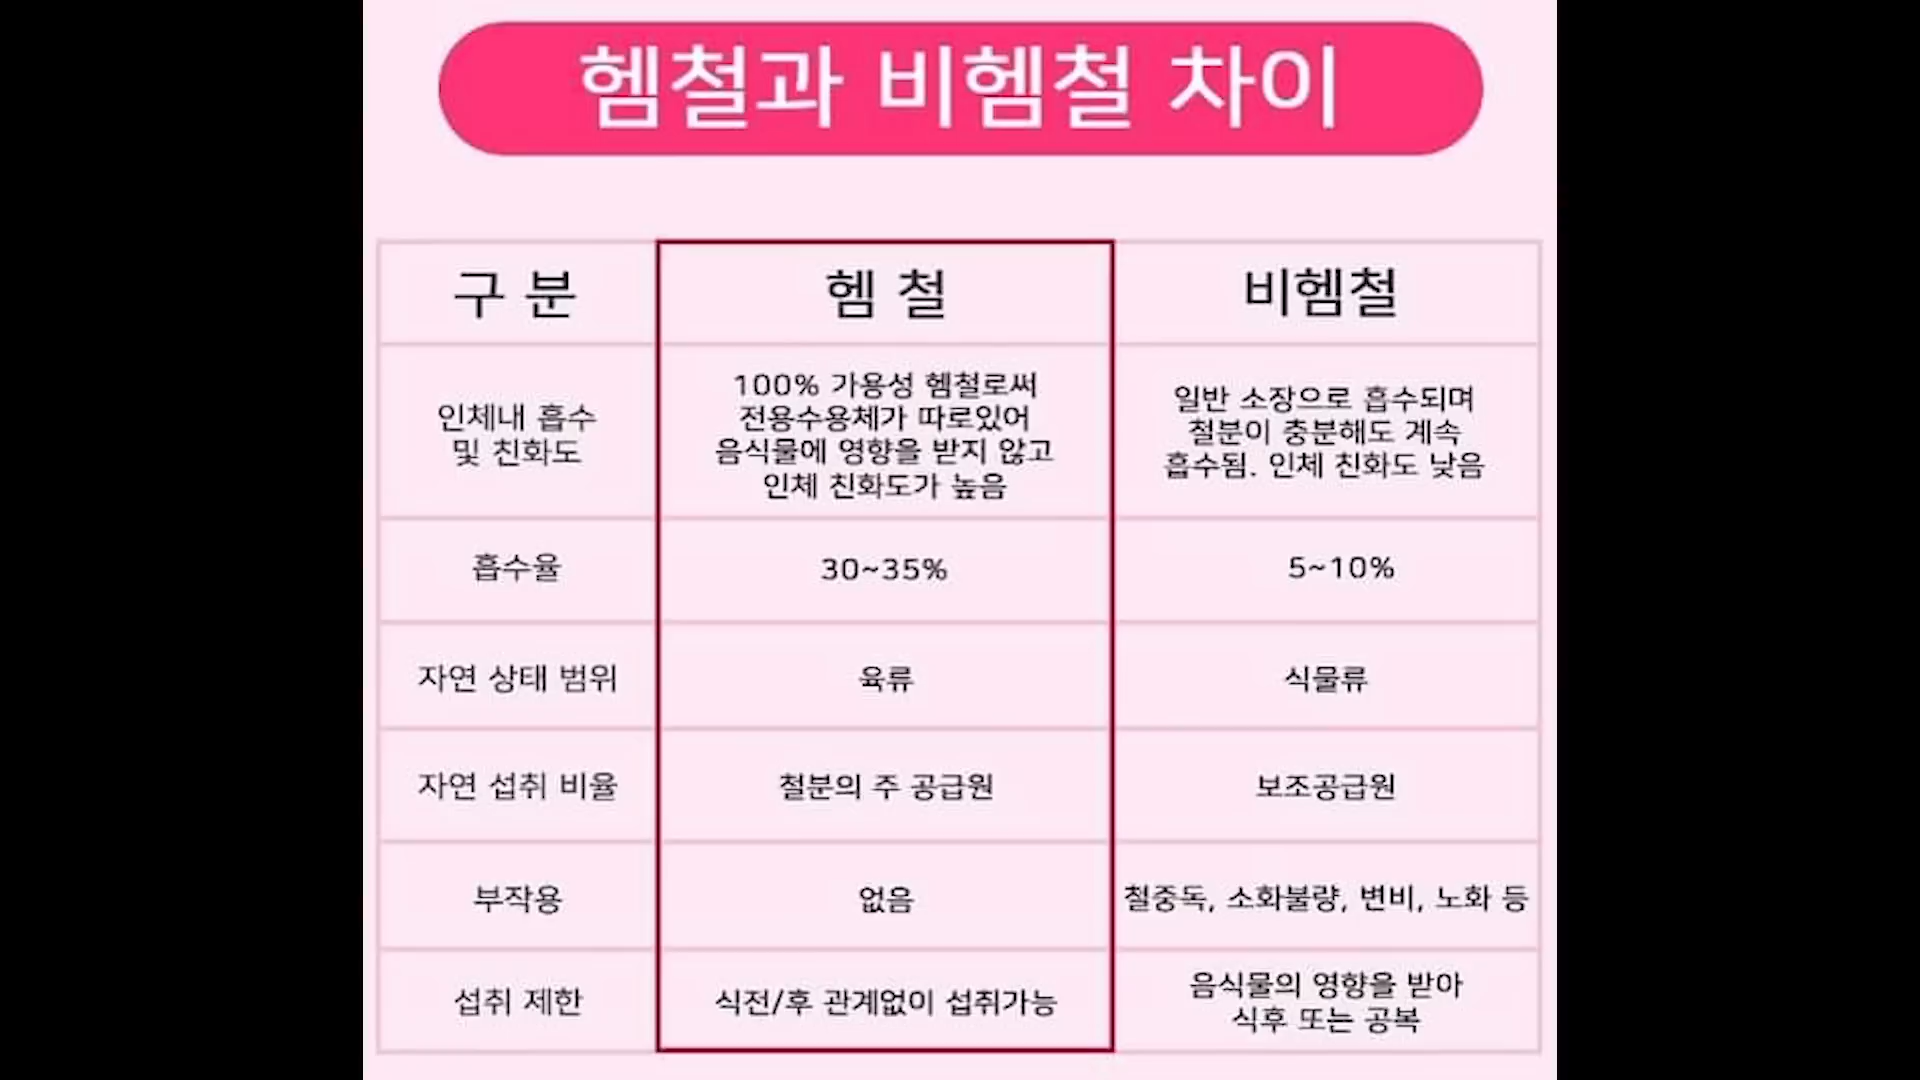 헴철과 비헴철 차이
구 분
헴 철
비헴철
인체내 흡수
및 친화도
100% 가용성 헴철로써
전용수용체가 따로있어
음식물에 영향을 받지 않고
인체 친화도가 높음
일반 소장으로 흡수되며
철분이 충분해도 계속
흡수됨. 인체 친화도 낮음
흡수율
30~35%
5~10%
자연 상태 범위
육류
식물류
자연 섭취 비율
철분의 주 공급원
보조공급원
부작용
없음
철중독, 소화불량, 변비, 노화 등
섭취 제한
식전/후 관계없이 섭취가능
음식물의 영향을 받아
식후 또는 공복